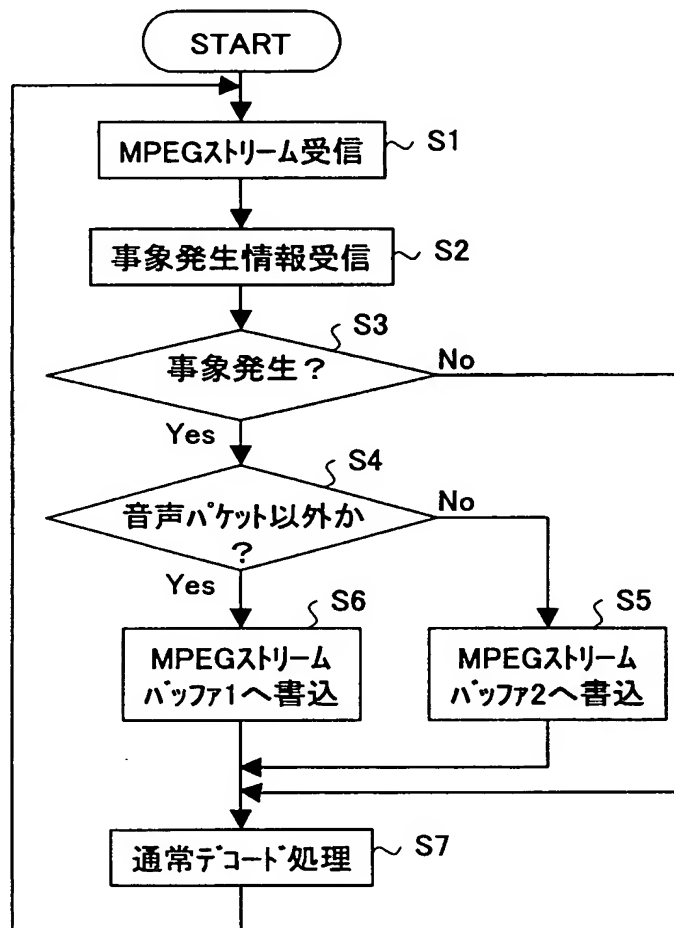 START
MPEGストリーム受信
S1
事象発生情報受信
S2
S3
事象発生?
No
Yes
S4
音声パケット以外か
?
No
Yes
S6
MPEGストリーム
バッファ1へ書込
S5
MPEGストリーム
バッファ2へ書込
通常デコード処理
S7